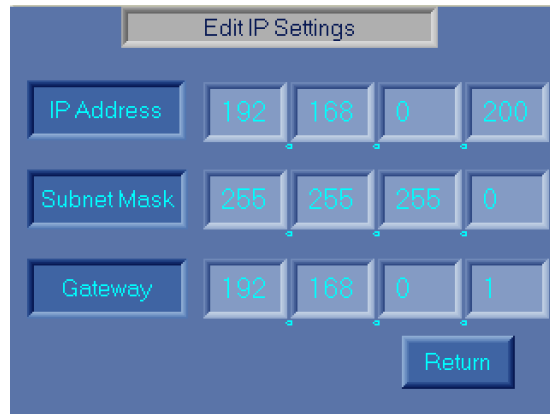 Edit IP Settings
IP Address 192 168 0 200
Subnet Mask 255 255 255 0
Gateway 192 168 0 1
Return